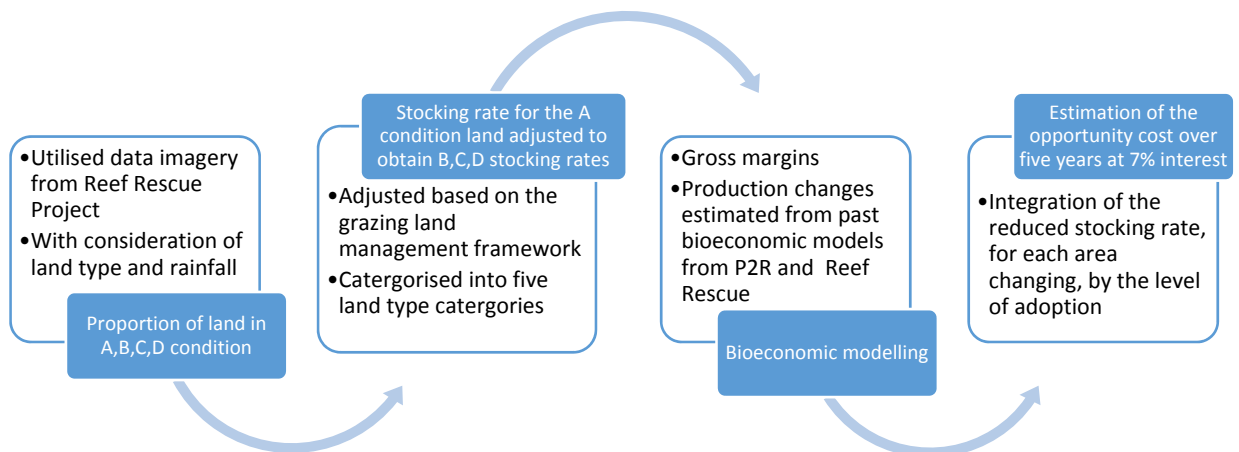 •Utilised data imagery
from Reef Rescue
Project
•With consideration of
land type and rainfall
Proportion of land in
A,B,C,D condition
Stocking rate for the A
condition land adjusted to
obtain B,C,D stocking rates
•Adjusted based on the
grazing land
management framework
•Catergorised into five
land type catergories
•Gross margins
•Production changes
estimated from past
bioeconomic models
from P2R and Reef
Rescue
Bioeconomic modelling
Estimation of the
opportunity cost over
five years at 7% interest
•Integration of the
reduced stocking rate,
for each area
changing, by the level
of adoption